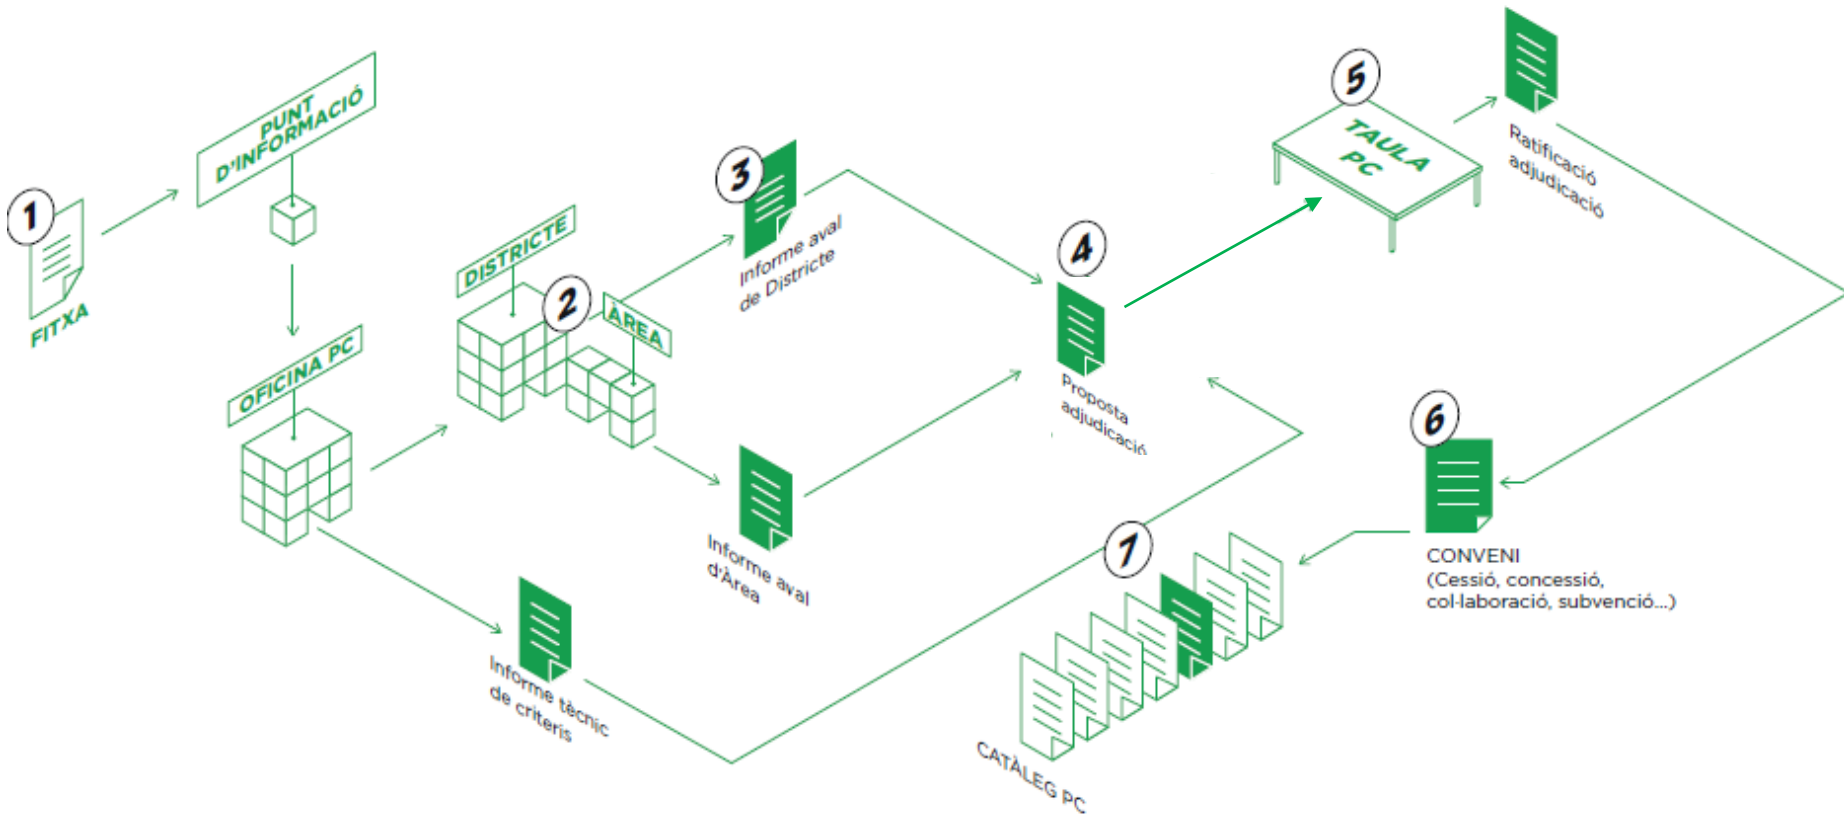 1
FITXA
PUNT
D'INFORMACIÓ
OFICINA PC
DISTRICTE
2
ÀREA
3
Informe aval
de Districte
Informe aval
d'Àrea
Informe tècnic
de criteris
4
Proposta
adjudicació
5
TAULA
PC
Ratificació
adjudicació
6
CONVENI
(Cessió, concessió,
col·laboració, subvenció...)
7
CATÀLEG PC